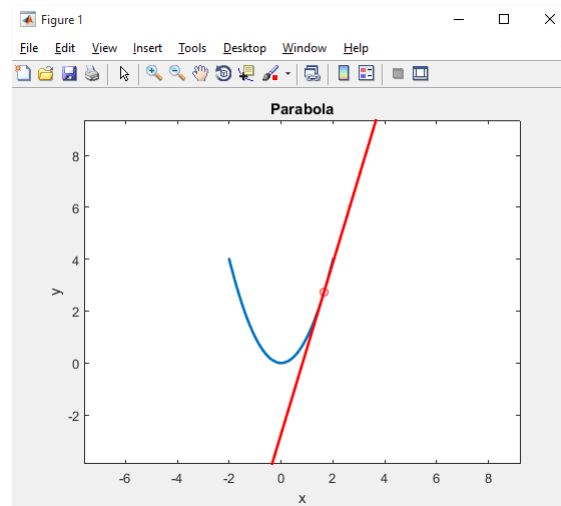 Figure 1
File Edit View Insert Tools Desktop Window Help
Parabola
8
6
4
2
0
-2
y
-6 -4 -2 0 2 4 6 8
x